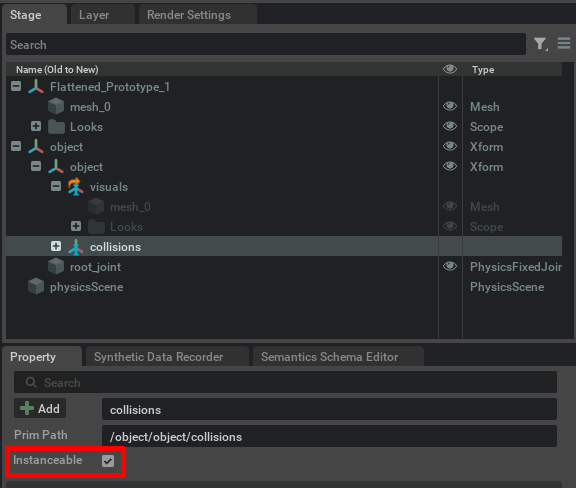 Stage Layer Render Settings
Search
Name (Old to New) Type
Flattened_Prototype_1
mesh_0 Mesh
Looks Scope
object Xform
object Xform
visuals
mesh_0 Mesh
Looks Scope
collisions
root_joint PhysicsFixedJoin
physicsScene PhysicsScene
Property Synthetic Data Recorder Semantics Schema Editor
Search
Add collisions
Prim Path /object/object/collisions
Instanceable